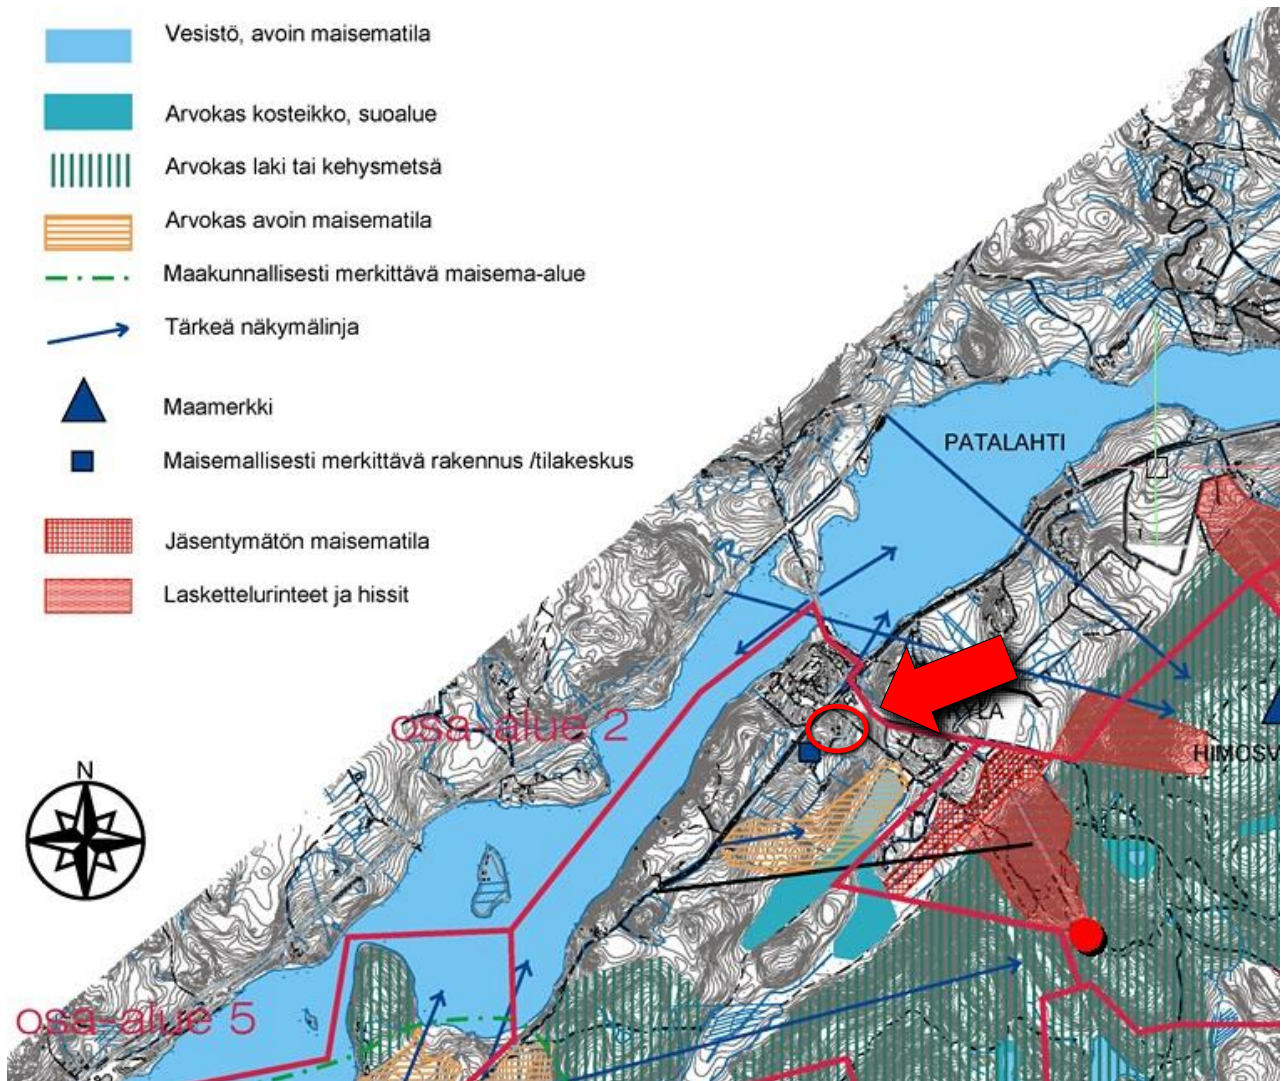 Vesistö, avoin maisematila
Arvokas kosteikko, suoalue
Arvokas laki tai kehysmetsä
Arvokas avoin maisematila
Maakunnallisesti merkittävä maisema-alue
Tärkeä näkymälinja
Maamerkki
Maisemallisesti merkittävä rakennus /tilakeskus
Jäsentymätön maisematila
Laskettelurinteet ja hissit
PATALAHTI
osa-alue 2
HIMOSV
N
osa-alue 5